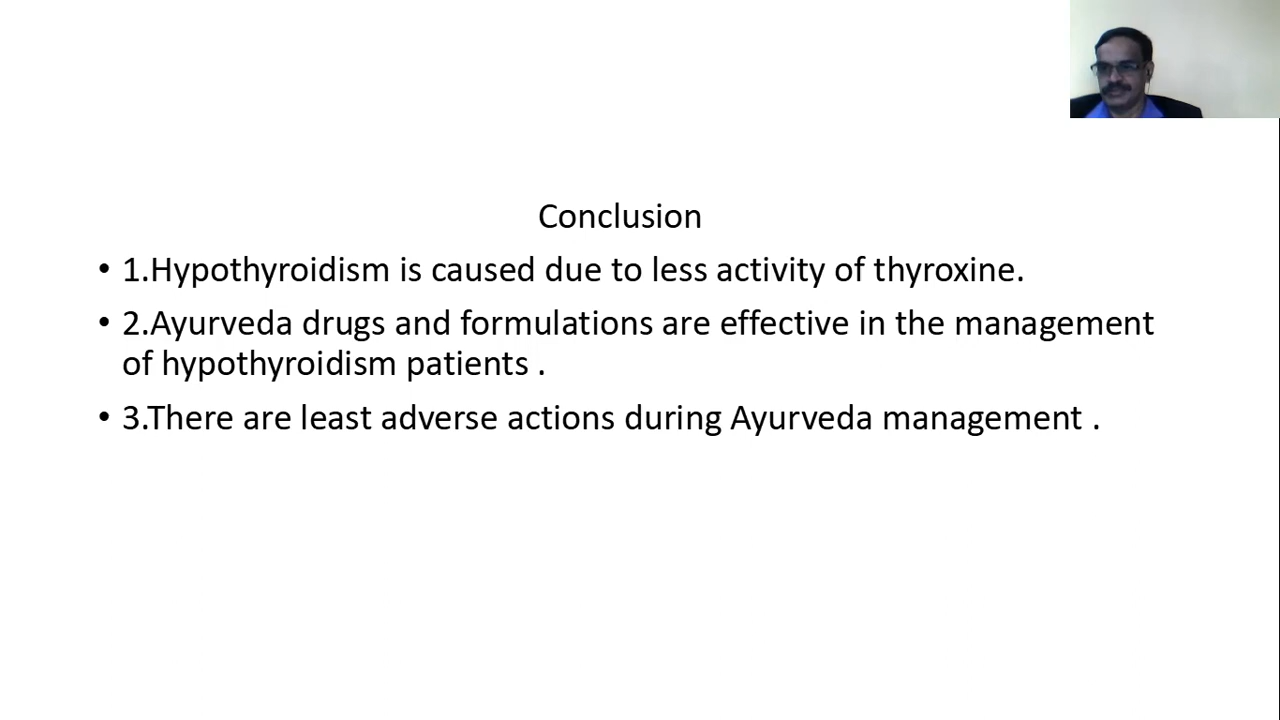 Conclusion
• 1.Hypothyroidism is caused due to less activity of thyroxine.
• 2.Ayurveda drugs and formulations are effective in the management
of hypothyroidism patients .
• 3.There are least adverse actions during Ayurveda management .